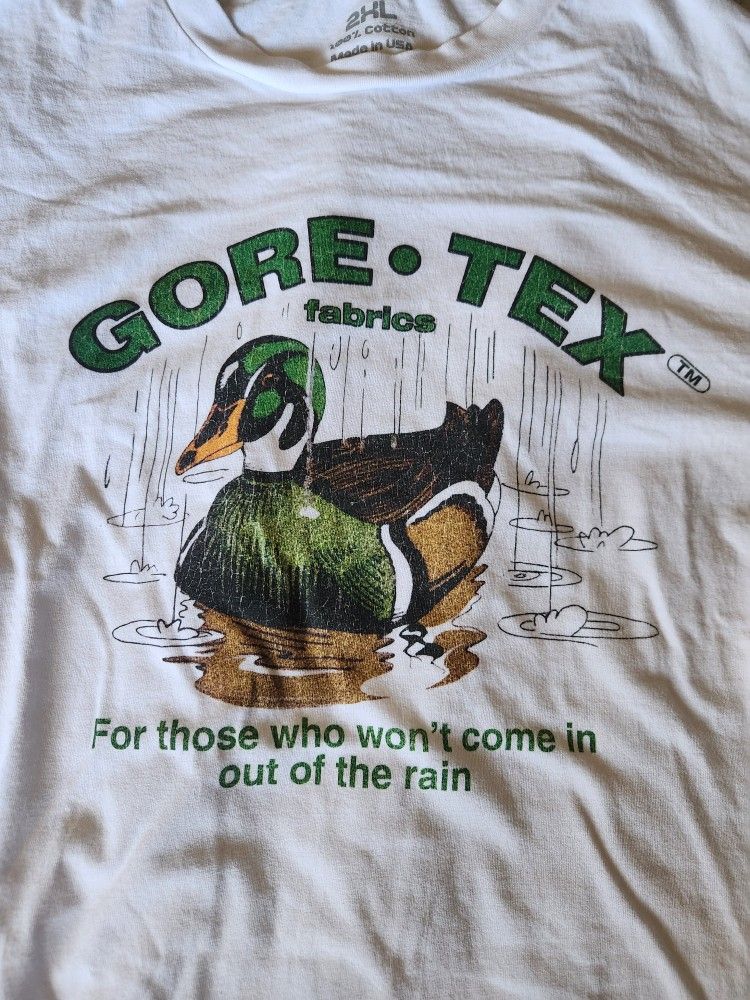 2XL
100% Cotton
Made in USA
GORE • TEX TM
fabrics
For those who won't come in
out of the rain